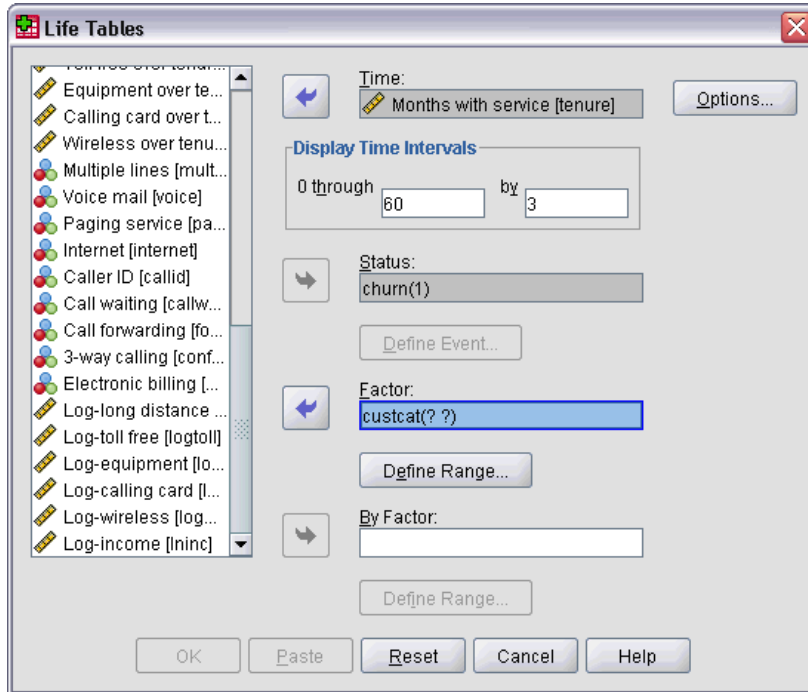 Life Tables
Equipment over te...
Calling card over t...
Wireless over tenu...
Multiple lines [mult...
Voice mail [voice]
Paging service [pa...
Internet [internet]
Caller ID [callid]
Call waiting [callw...
Call forwarding [fo...
3-way calling [conf...
Electronic billing [...
Log-long distance ...
Log-toll free [logtoll]
Log-equipment [lo...
Log-calling card [l...
Log-wireless [log...
Log-income [lninc]
Time:
Months with service [tenure]
Options...
Display Time Intervals
0 through 60 by 3
Status:
churn(1)
Define Event...
Factor:
custcat(? ?)
Define Range...
By Factor:
Define Range...
OK Paste Reset Cancel Help